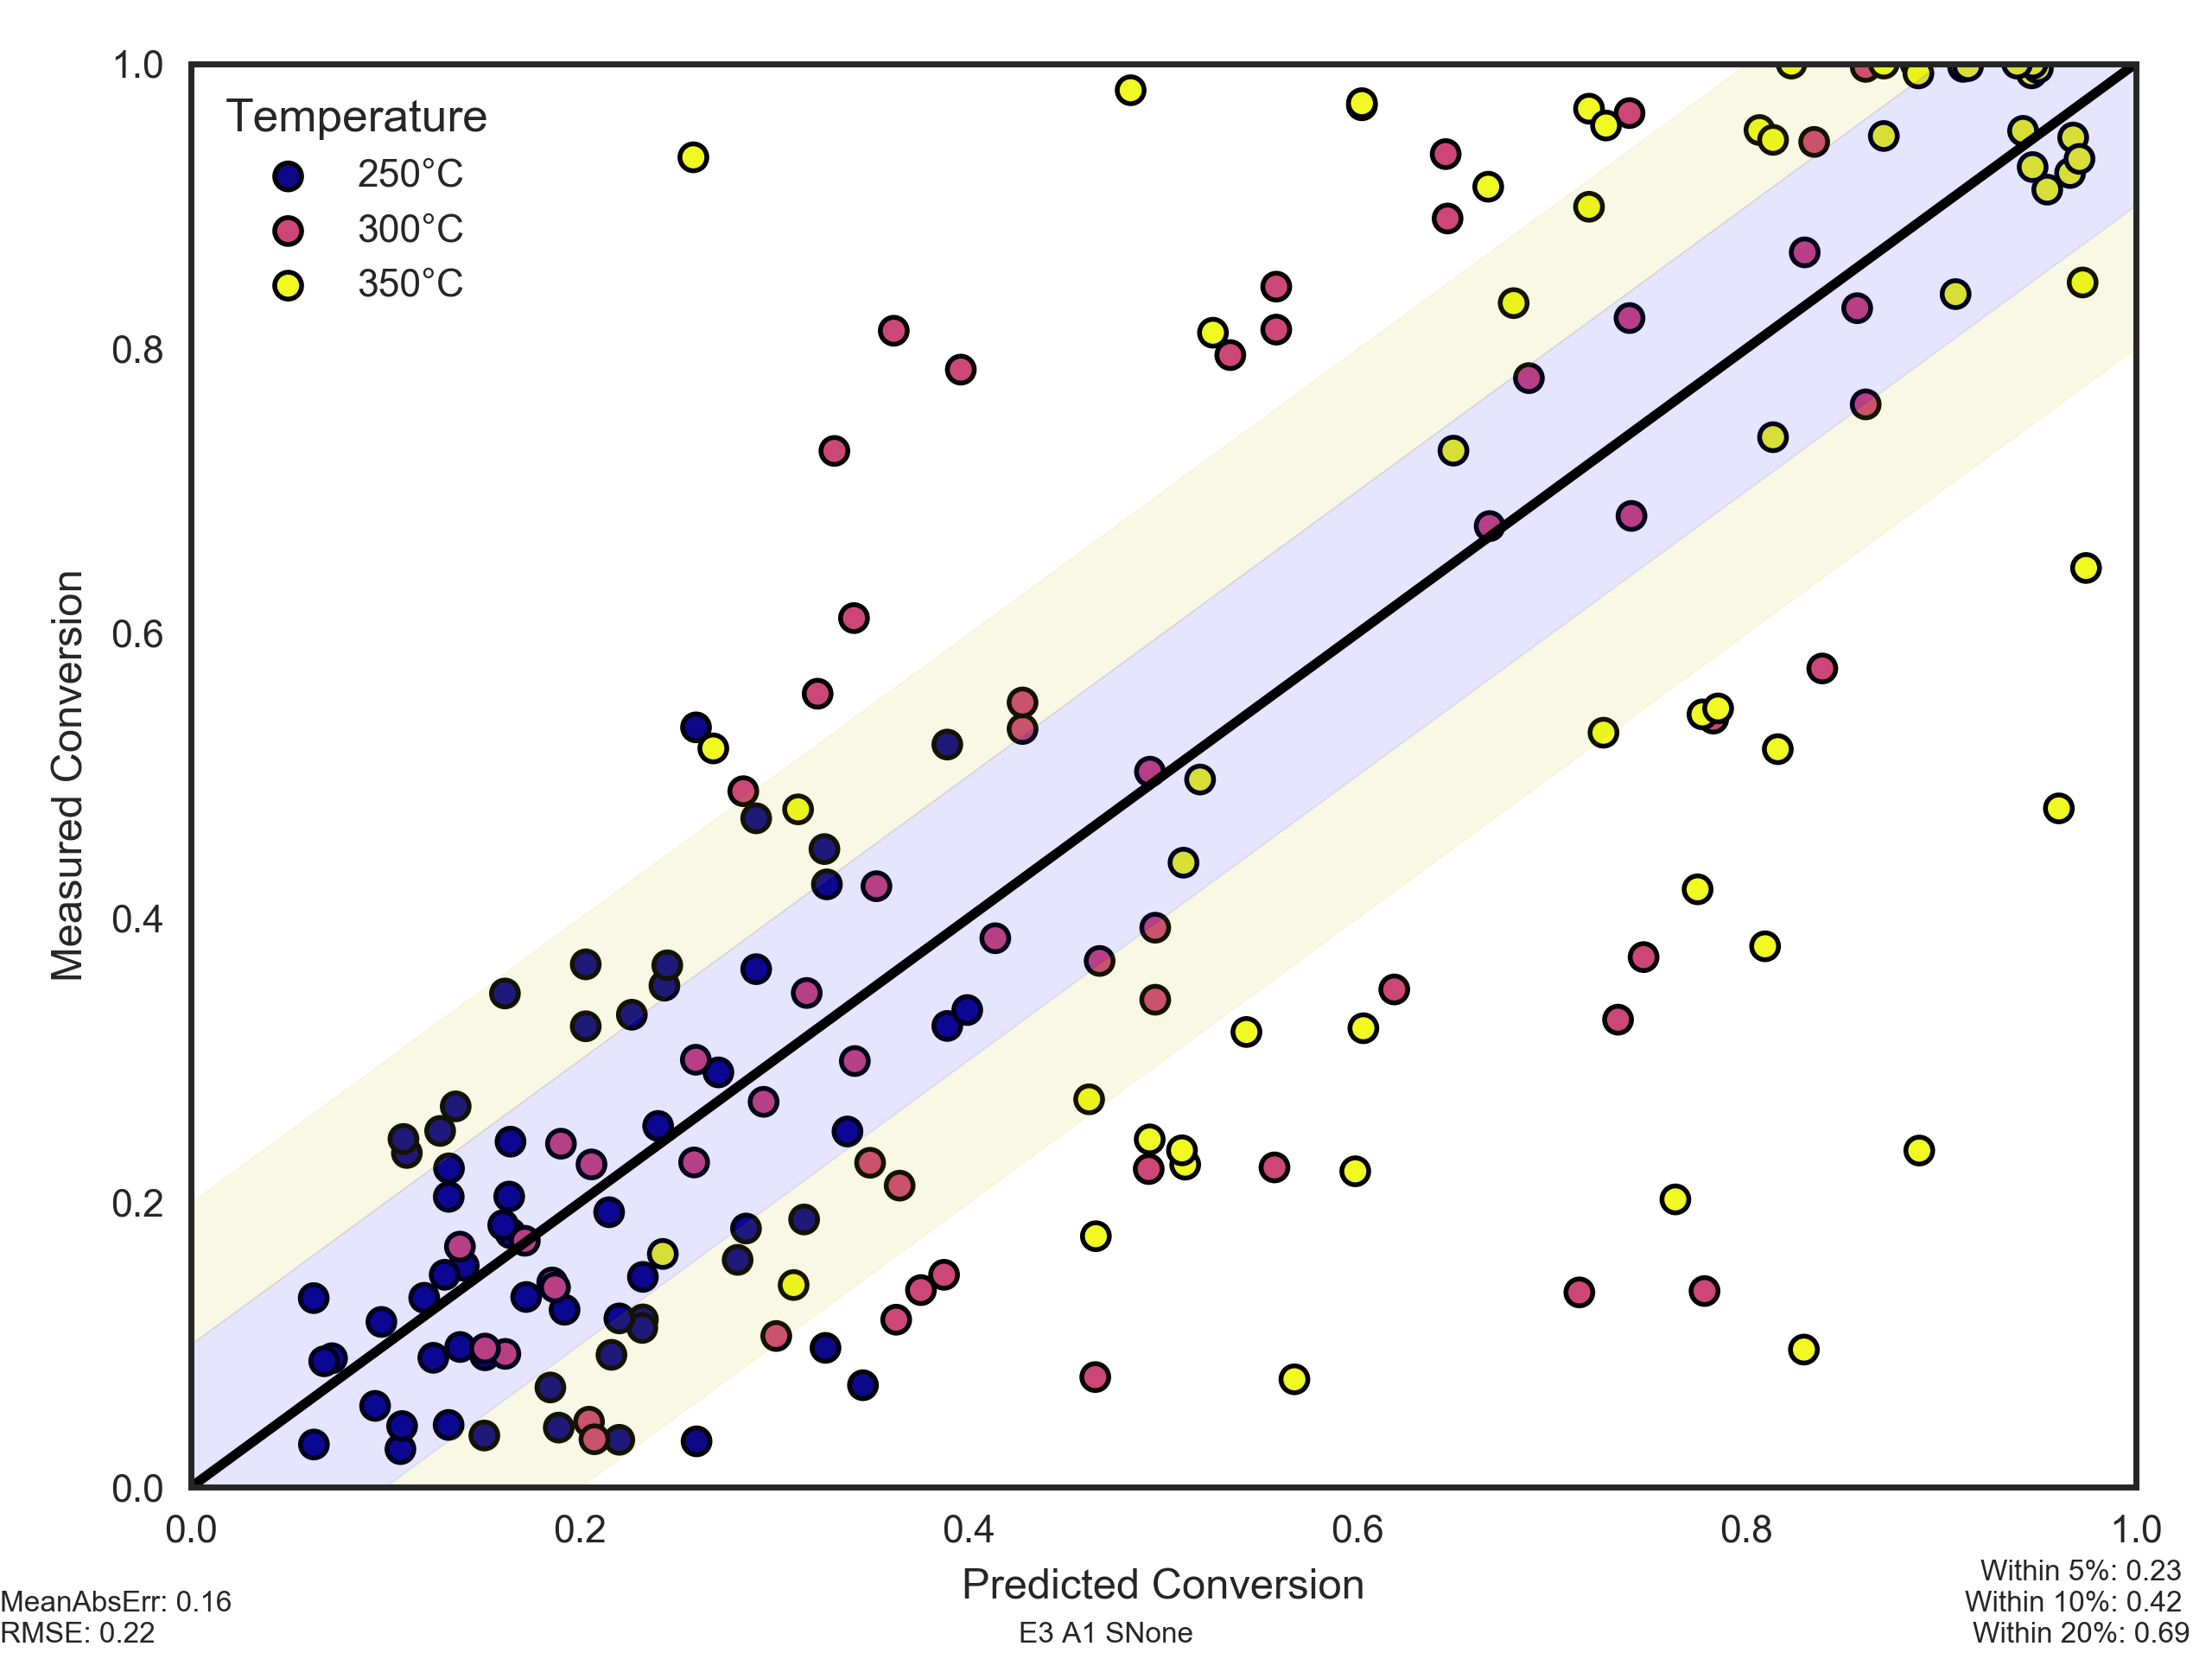 1.0
0.8
0.6
0.4
0.2
0.0
Measured Conversion
Temperature
250°C
300°C
350°C
0.0 0.2 0.4 0.6 0.8 1.0
Predicted Conversion
E3 A1 SNone
MeanAbsErr: 0.16
RMSE: 0.22
Within 5%: 0.23
Within 10%: 0.42
Within 20%: 0.69